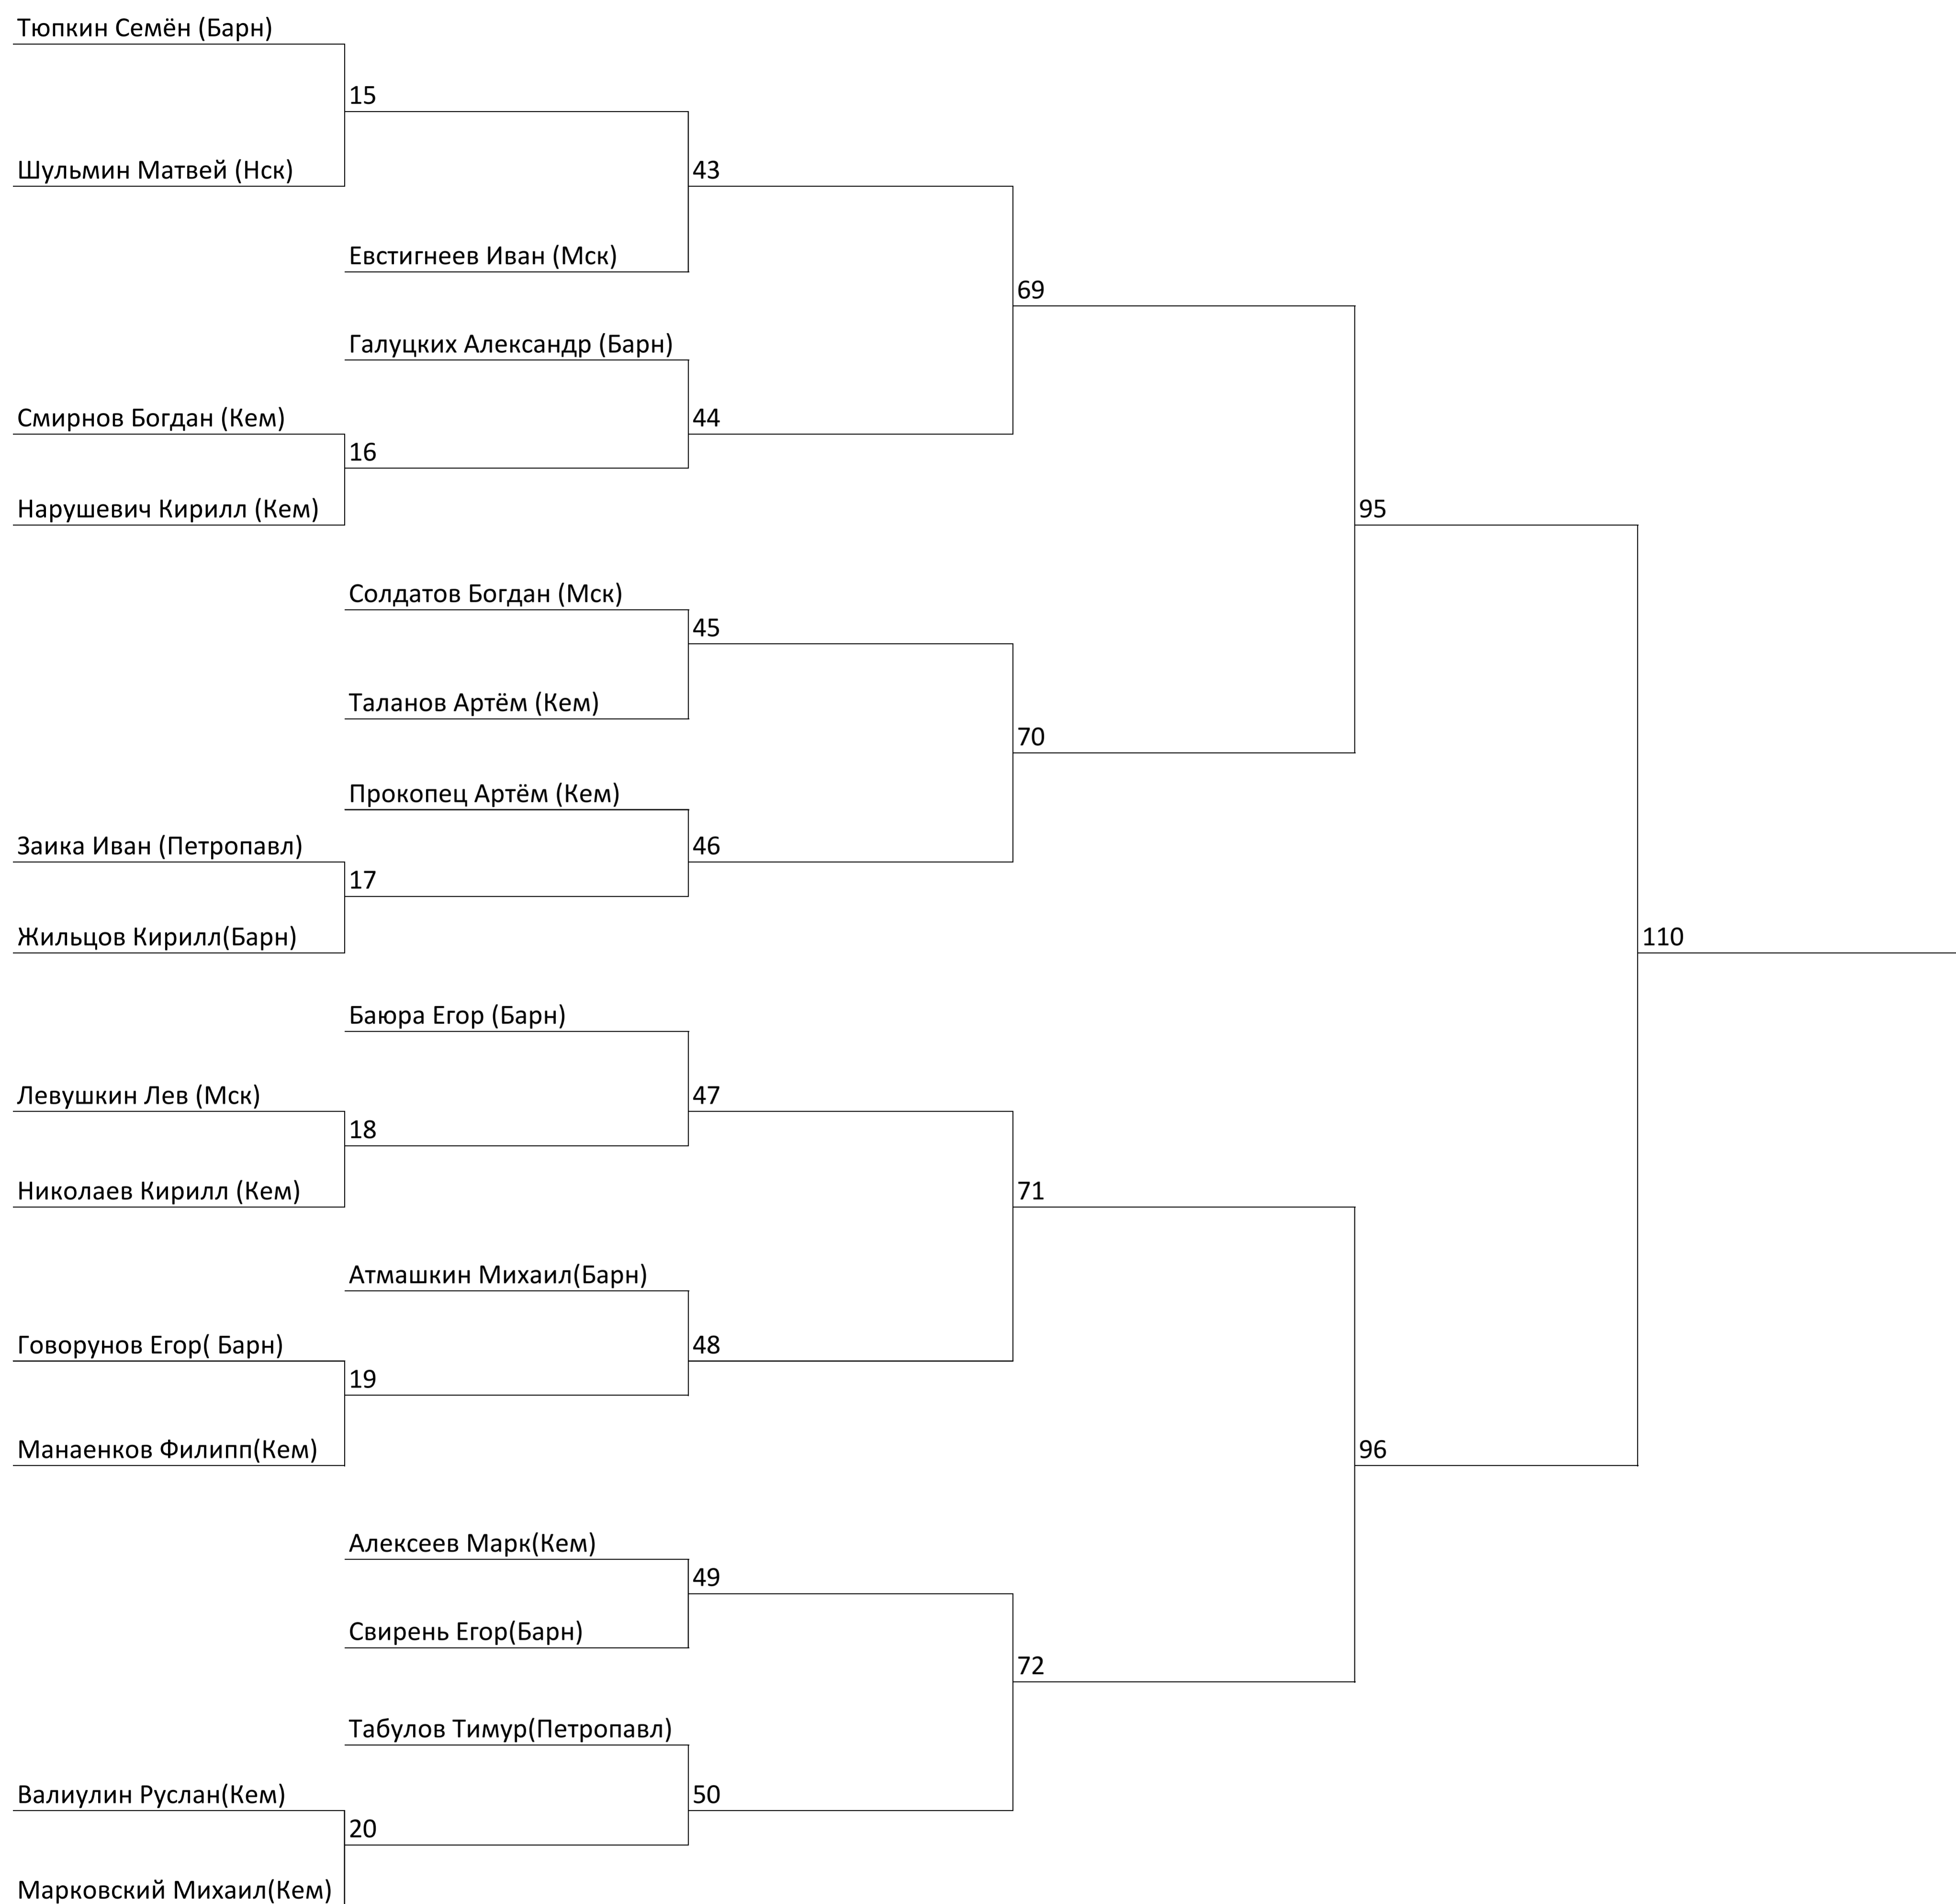 Тюпкин Семён (Барн)
15
Шульмин Матвей (Нск)
43
Евстигнеев Иван (Мск)
69
Галуцких Александр (Барн)
Смирнов Богдан (Кем)
44
16
Нарушевич Кирилл (Кем)
95
Солдатов Богдан (Мск)
45
Таланов Артём (Кем)
70
Прокопец Артём (Кем)
Заика Иван (Петропавл)
46
17
Жильцов Кирилл(Барн)
110
Баюра Егор (Барн)
Левушкин Лев (Мск)
47
18
Николаев Кирилл (Кем)
71
Атмашкин Михаил(Барн)
Говорунов Егор( Барн)
48
19
Манаенков Филипп(Кем)
96
Алексеев Марк(Кем)
49
Свирень Егор(Барн)
72
Табулов Тимур(Петропавл)
Валиулин Руслан(Кем)
50
20
Марковский Михаил(Кем)